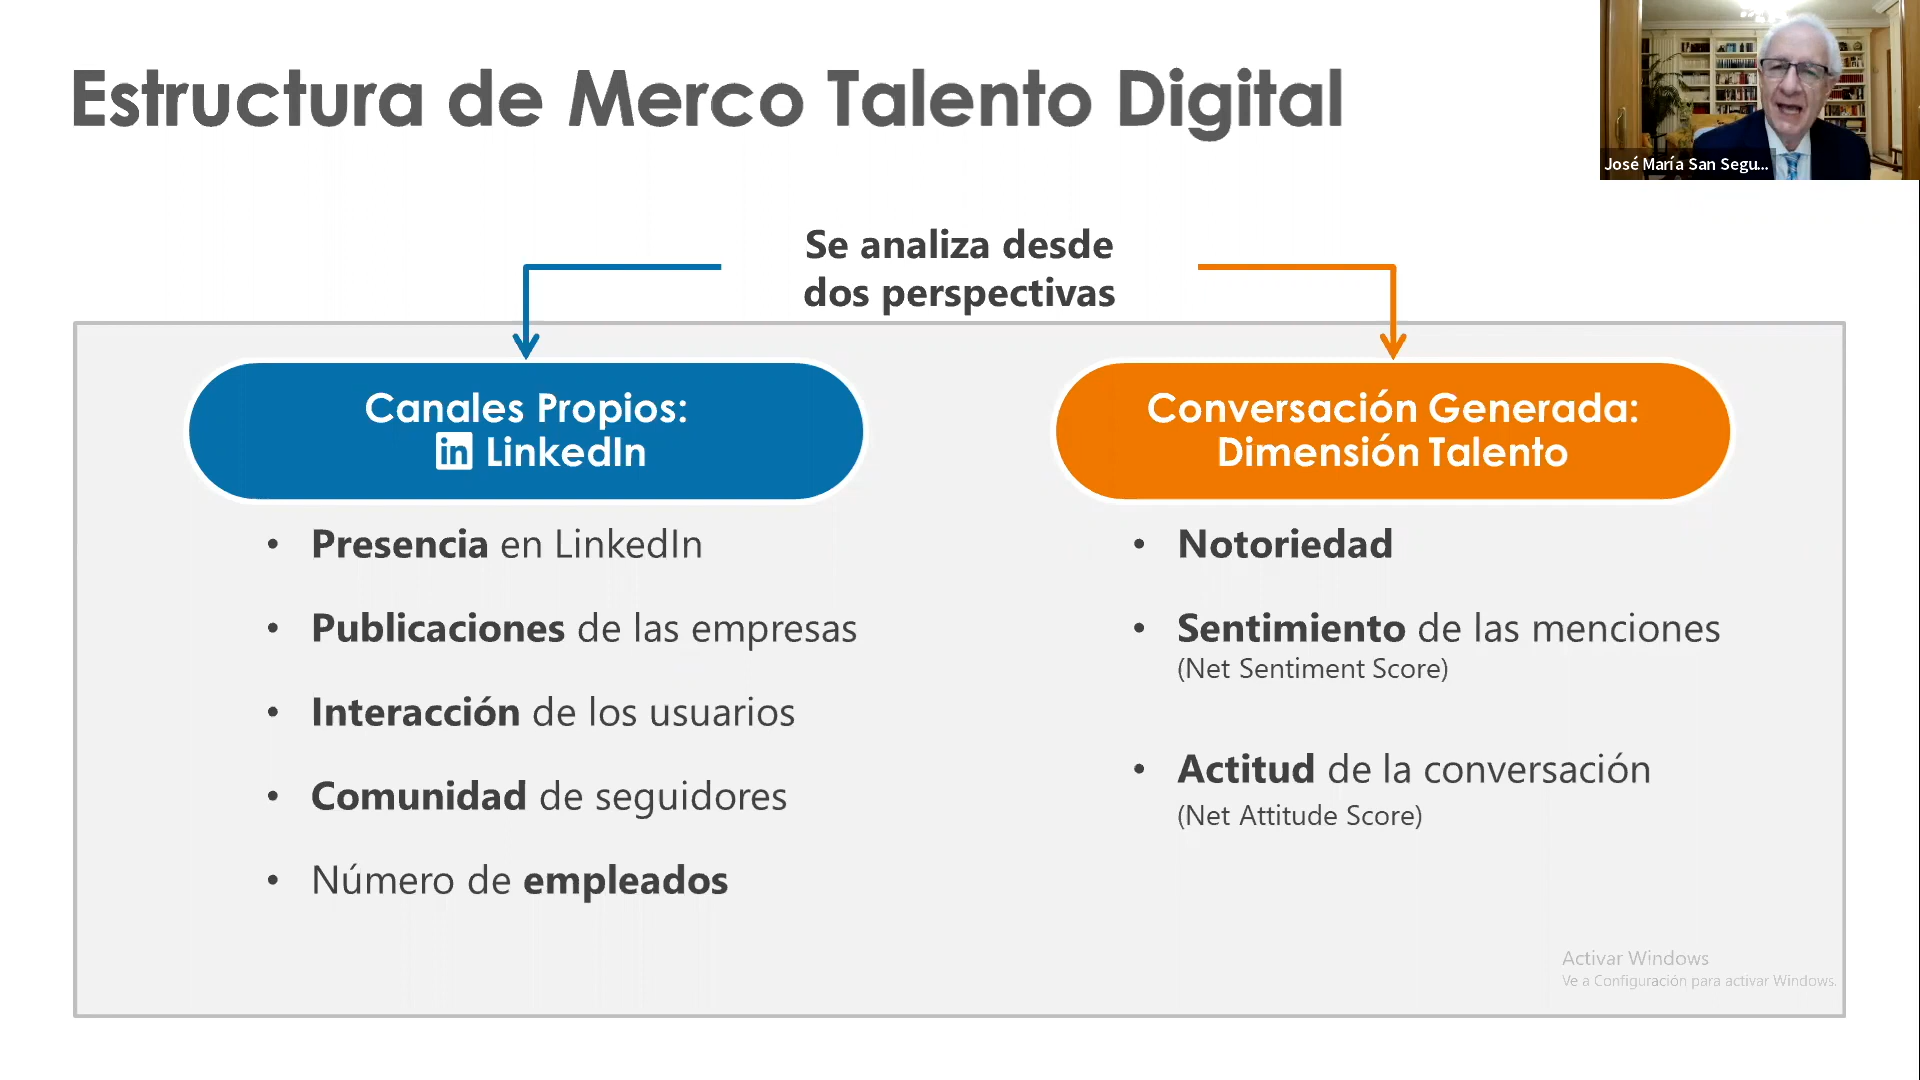 Estructura de Merco Talento Digital
José María San Segu...
Se analiza desde
dos perspectivas
Canales Propios:
in LinkedIn
• Presencia en LinkedIn
• Publicaciones de las empresas
• Interacción de los usuarios
• Comunidad de seguidores
• Número de empleados
Conversación Generada:
Dimensión Talento
• Notoriedad
• Sentimiento de las menciones
(Net Sentiment Score)
• Actitud de la conversación
(Net Attitude Score)
Activar Windows
Ve a Configuración para activar Windows.